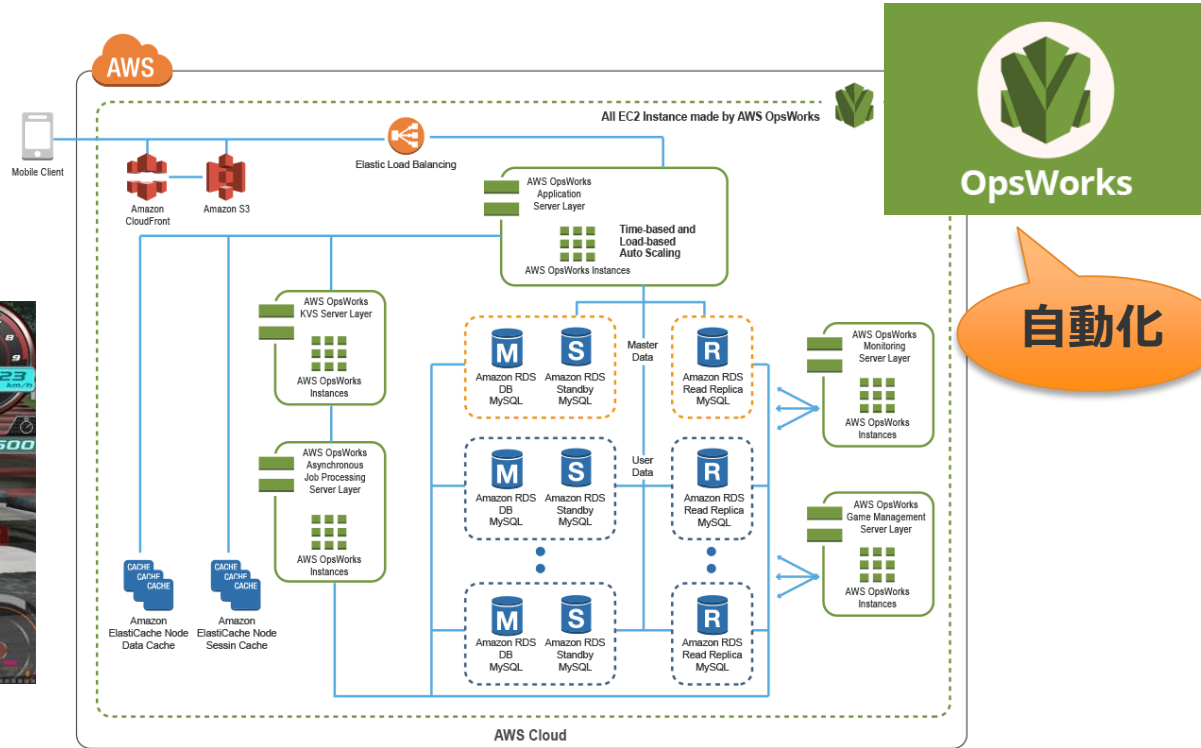 AWS
All EC2 Instance made by AWS OpsWorks
OpsWorks
自動化
Mobile Client
Amazon
CloudFront
Amazon S3
Elastic Load Balancing
AWS OpsWorks
Application
Server Layer
Time-based and
Load-based
Auto Scaling
AWS OpsWorks Instances
AWS OpsWorks
KVS Server Layer
AWS OpsWorks
Instances
AWS OpsWorks
Asynchronous
Job Processing
Server Layer
AWS OpsWorks
Instances
CACHE
CACHE
CACHE
Amazon
ElastiCache Node
Data Cache
CACHE
CACHE
CACHE
Amazon
ElastiCache Node
Sessin Cache
M
Amazon RDS
DB
MySQL
S
Amazon RDS
Standby
MySQL
Master
Data
R
Amazon RDS
Read Replica
MySQL
M
Amazon RDS
DB
MySQL
S
Amazon RDS
Standby
MySQL
User
Data
R
Amazon RDS
Read Replica
MySQL
M
Amazon RDS
DB
MySQL
S
Amazon RDS
Standby
MySQL
R
Amazon RDS
Read Replica
MySQL
AWS OpsWorks
Monitoring
Server Layer
AWS OpsWorks
Instances
AWS OpsWorks
Game Management
Server Layer
AWS OpsWorks
Instances
AWS Cloud
8
9
23
km/h
500